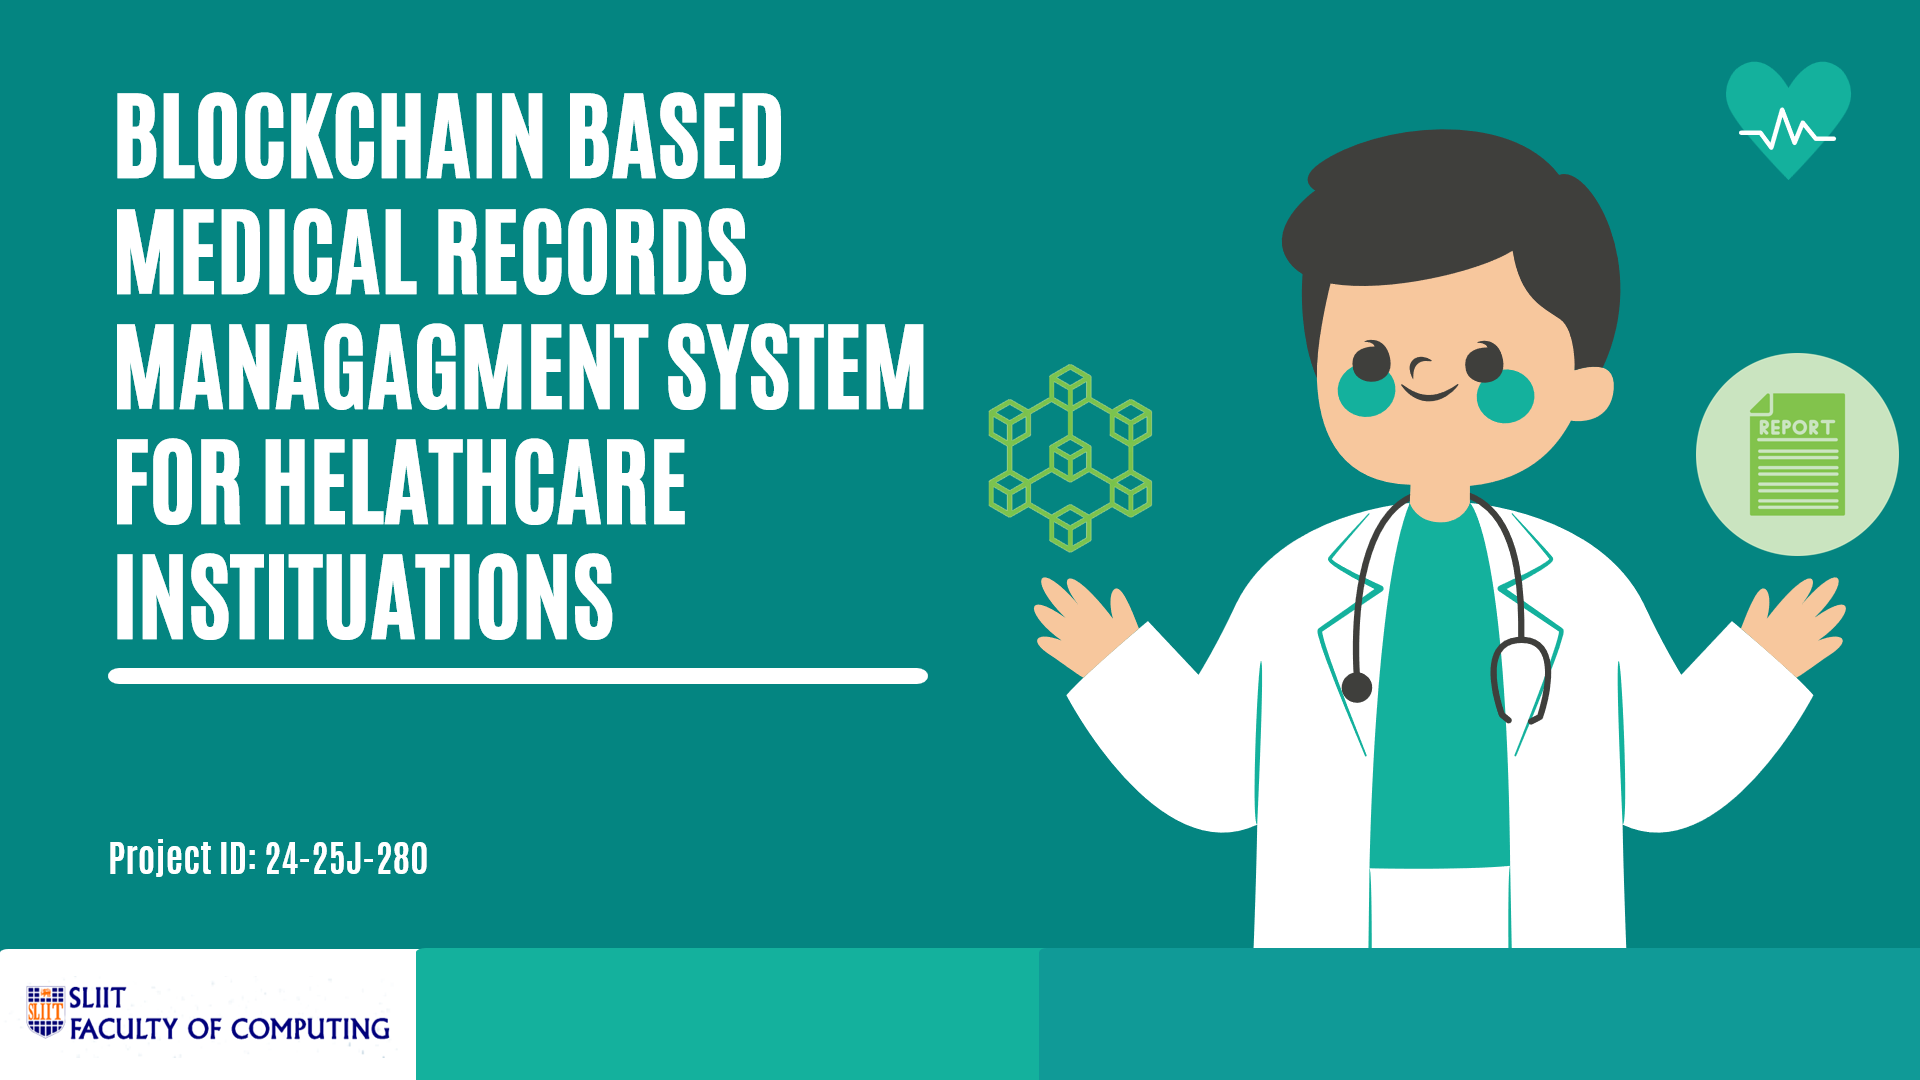 BLOCKCHAIN BASED
MEDICAL RECORDS
MANAGAGMENT SYSTEM
FOR HELATHCARE
INSTITUATIONS
REPORT
Project ID: 24-25J-280
SLIIT
SLIIT
FACULTY OF COMPUTING